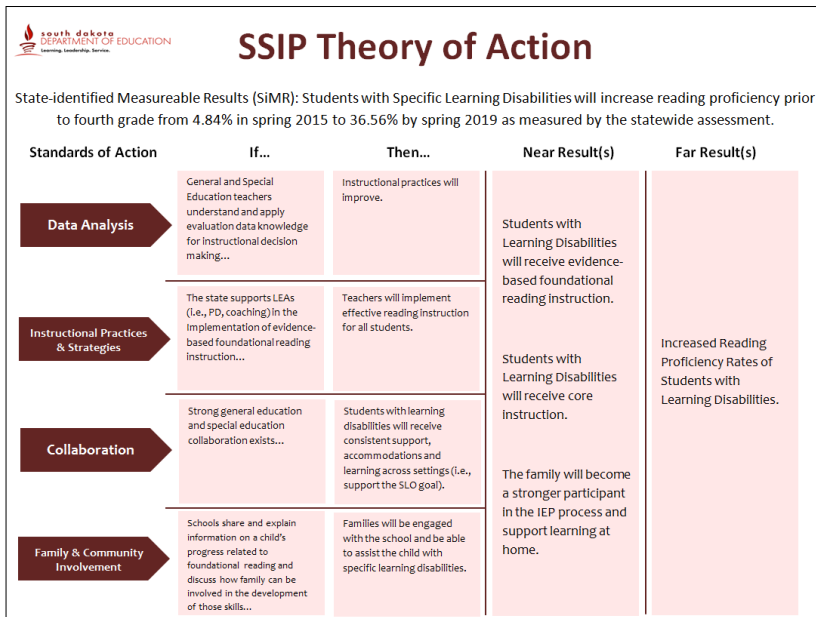 south dakota
DEPARTMENT OF EDUCATION
Learning. Leadership. Service.
SSIP Theory of Action
State-identified Measureable Results (SiMR): Students with Specific Learning Disabilities will increase reading proficiency prior
to fourth grade from 4.84% in spring 2015 to 36.56% by spring 2019 as measured by the statewide assessment.
Standards of Action
If...
Then...
Near Result(s)
Far Result(s)
Data Analysis
General and Special
Education teachers
understand and apply
evaluation data knowledge
for instructional decision
making...
Instructional practices will
improve.
Instructional Practices
& Strategies
The state supports LEAs
(i.e., PD, coaching) in the
Implementation of evidence-
based foundational reading
instruction...
Teachers will implement
effective reading instruction
for all students.
Collaboration
Strong general education
and special education
collaboration exists...
Students with learning
disabilities will receive
consistent support,
accommodations and
learning across settings (i.e.,
support the SLO goal).
Family & Community
Involvement
Schools share and explain
information on a child's
progress related to
foundational reading and
discuss how family can be
involved in the development
of those skills...
Families will be engaged
with the school and be able
to assist the child with
specific learning disabilities.
Students with
Learning Disabilities
will receive evidence-
based foundational
reading instruction.
Students with
Learning Disabilities
will receive core
instruction.
The family will become
a stronger participant
in the IEP process and
support learning at
home.
Increased Reading
Proficiency Rates of
Students with
Learning Disabilities.